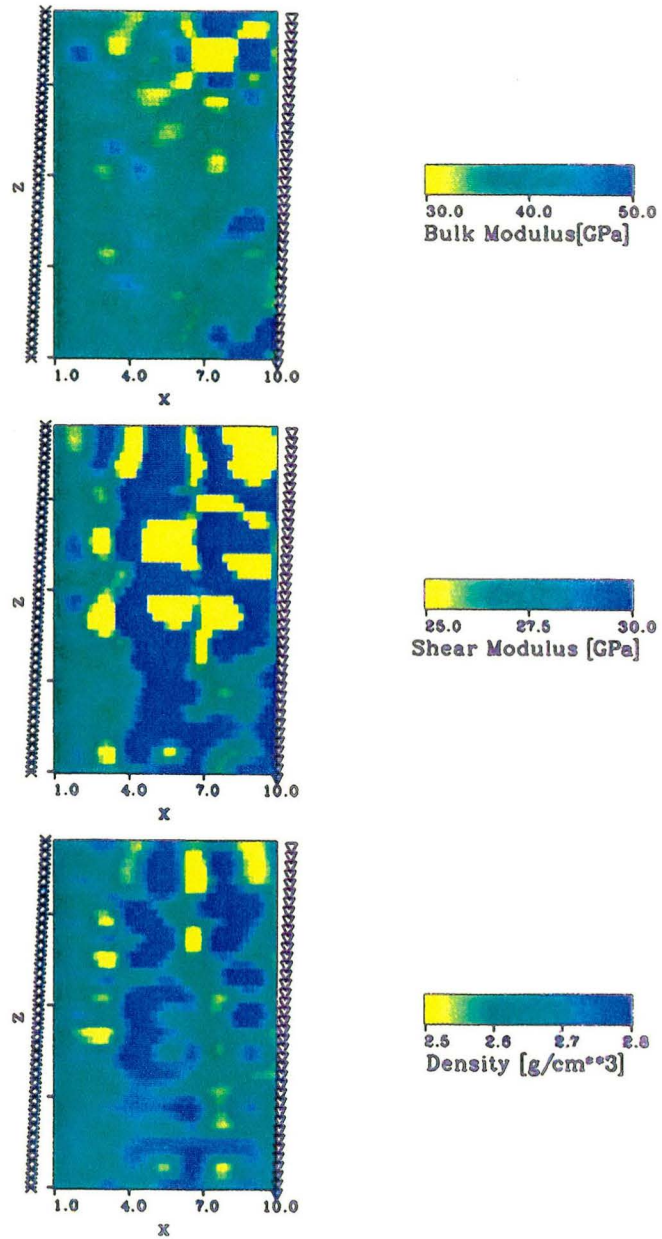 Z
1.0 4.0 7.0 10.0
X
30.0 40.0 50.0
Bulk Modulus[GPa]
Z
1.0 4.0 7.0 10.0
X
25.0 27.5 30.0
Shear Modulus [GPa]
Z
1.0 4.0 7.0 10.0
X
2.5 2.6 2.7 2.8
Density [g/cm**3]